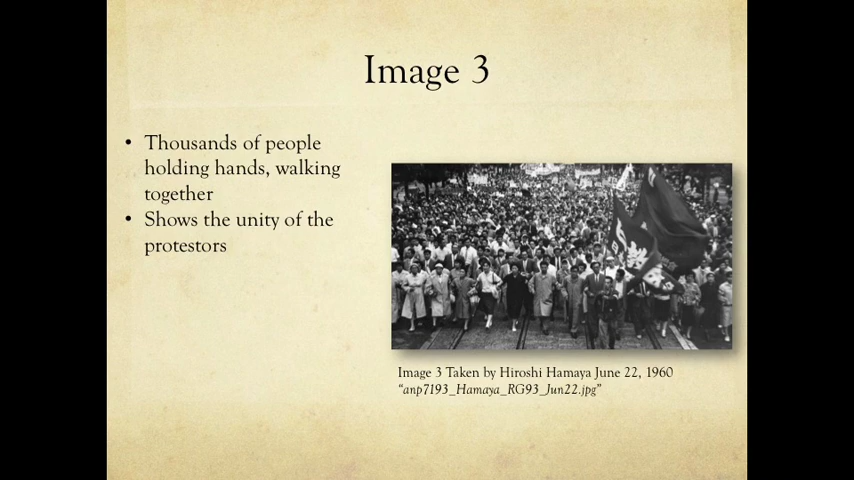 Image 3
• Thousands of people
holding hands, walking
together
• Shows the unity of the
protestors
Image 3 Taken by Hiroshi Hamaya June 22, 1960
“anp7193_Hamaya_RG93_Jun22.jpg”